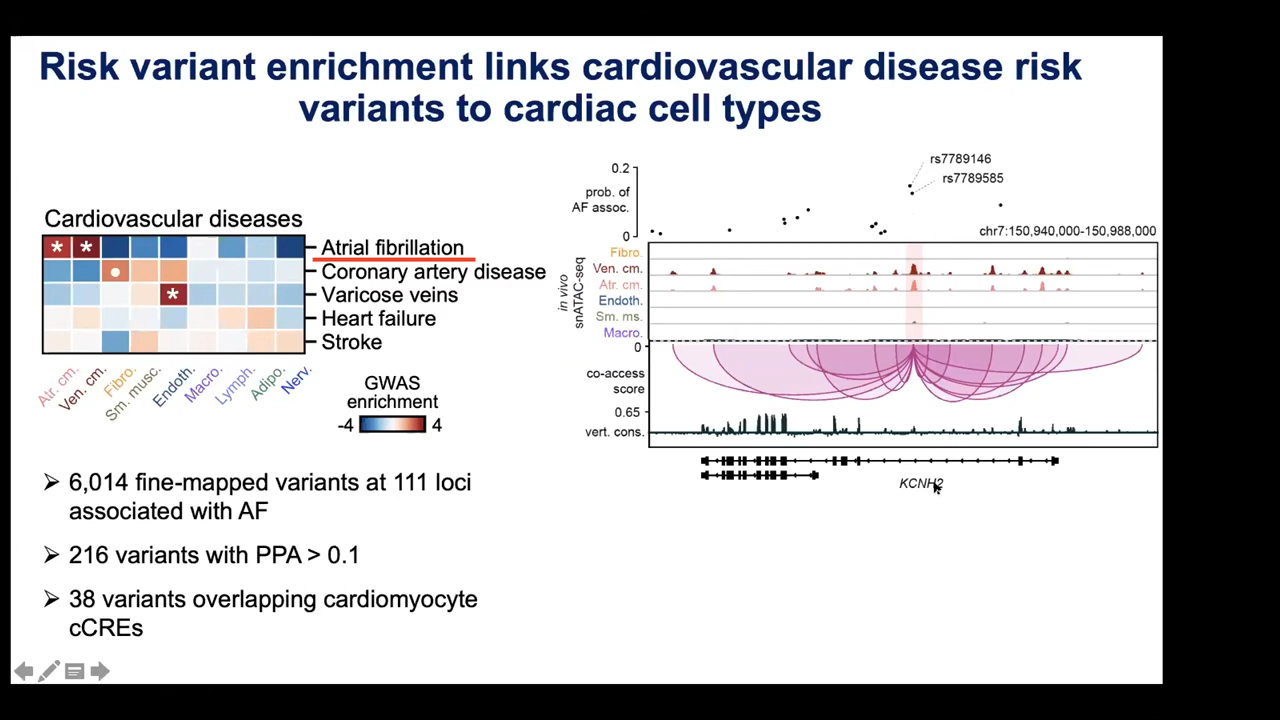 Risk variant enrichment links cardiovascular disease risk
variants to cardiac cell types
Cardiovascular diseases
* * Atrial fibrillation
Coronary artery disease
* Varicose veins
Heart failure
Stroke
Atr. cm.
Ven. cm.
Fibro.
Sm. musc.
Endoth.
Macro.
Lymph.
Adipo.
Nerv.
GWAS
enrichment
-4 4
➢ 6,014 fine-mapped variants at 111 loci
associated with AF
➢ 216 variants with PPA > 0.1
➢ 38 variants overlapping cardiomyocyte
cCREs
rs7789146
rs7789585
0.2
prob. of
AF assoc.
0
chr7:150,940,000-150,988,000
in vivo
snATAC-seq
Fibro.
Ven. cm.
Atr. cm.
Endoth.
Sm. ms.
Macro.
0
co-access
score
0.65
vert. cons.
KCNH2